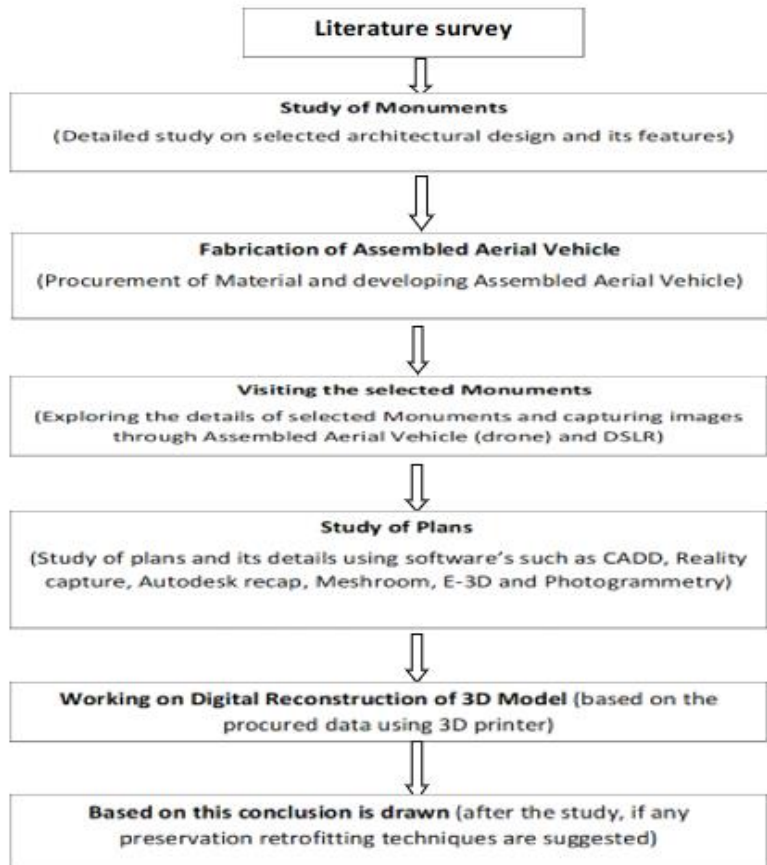 Literature survey
Study of Monuments
(Detailed study on selected architectural design and its features)
Fabrication of Assembled Aerial Vehicle
(Procurement of Material and developing Assembled Aerial Vehicle)
Visiting the selected Monuments
(Exploring the details of selected Monuments and capturing images
through Assembled Aerial Vehicle (drone) and DSLR)
Study of Plans
(Study of plans and its details using software's such as CADD, Reality
capture, Autodesk recap, Meshroom, E-3D and Photogrammetry)
Working on Digital Reconstruction of 3D Model (based on the
procured data using 3D printer)
Based on this conclusion is drawn (after the study, if any
preservation retrofitting techniques are suggested)